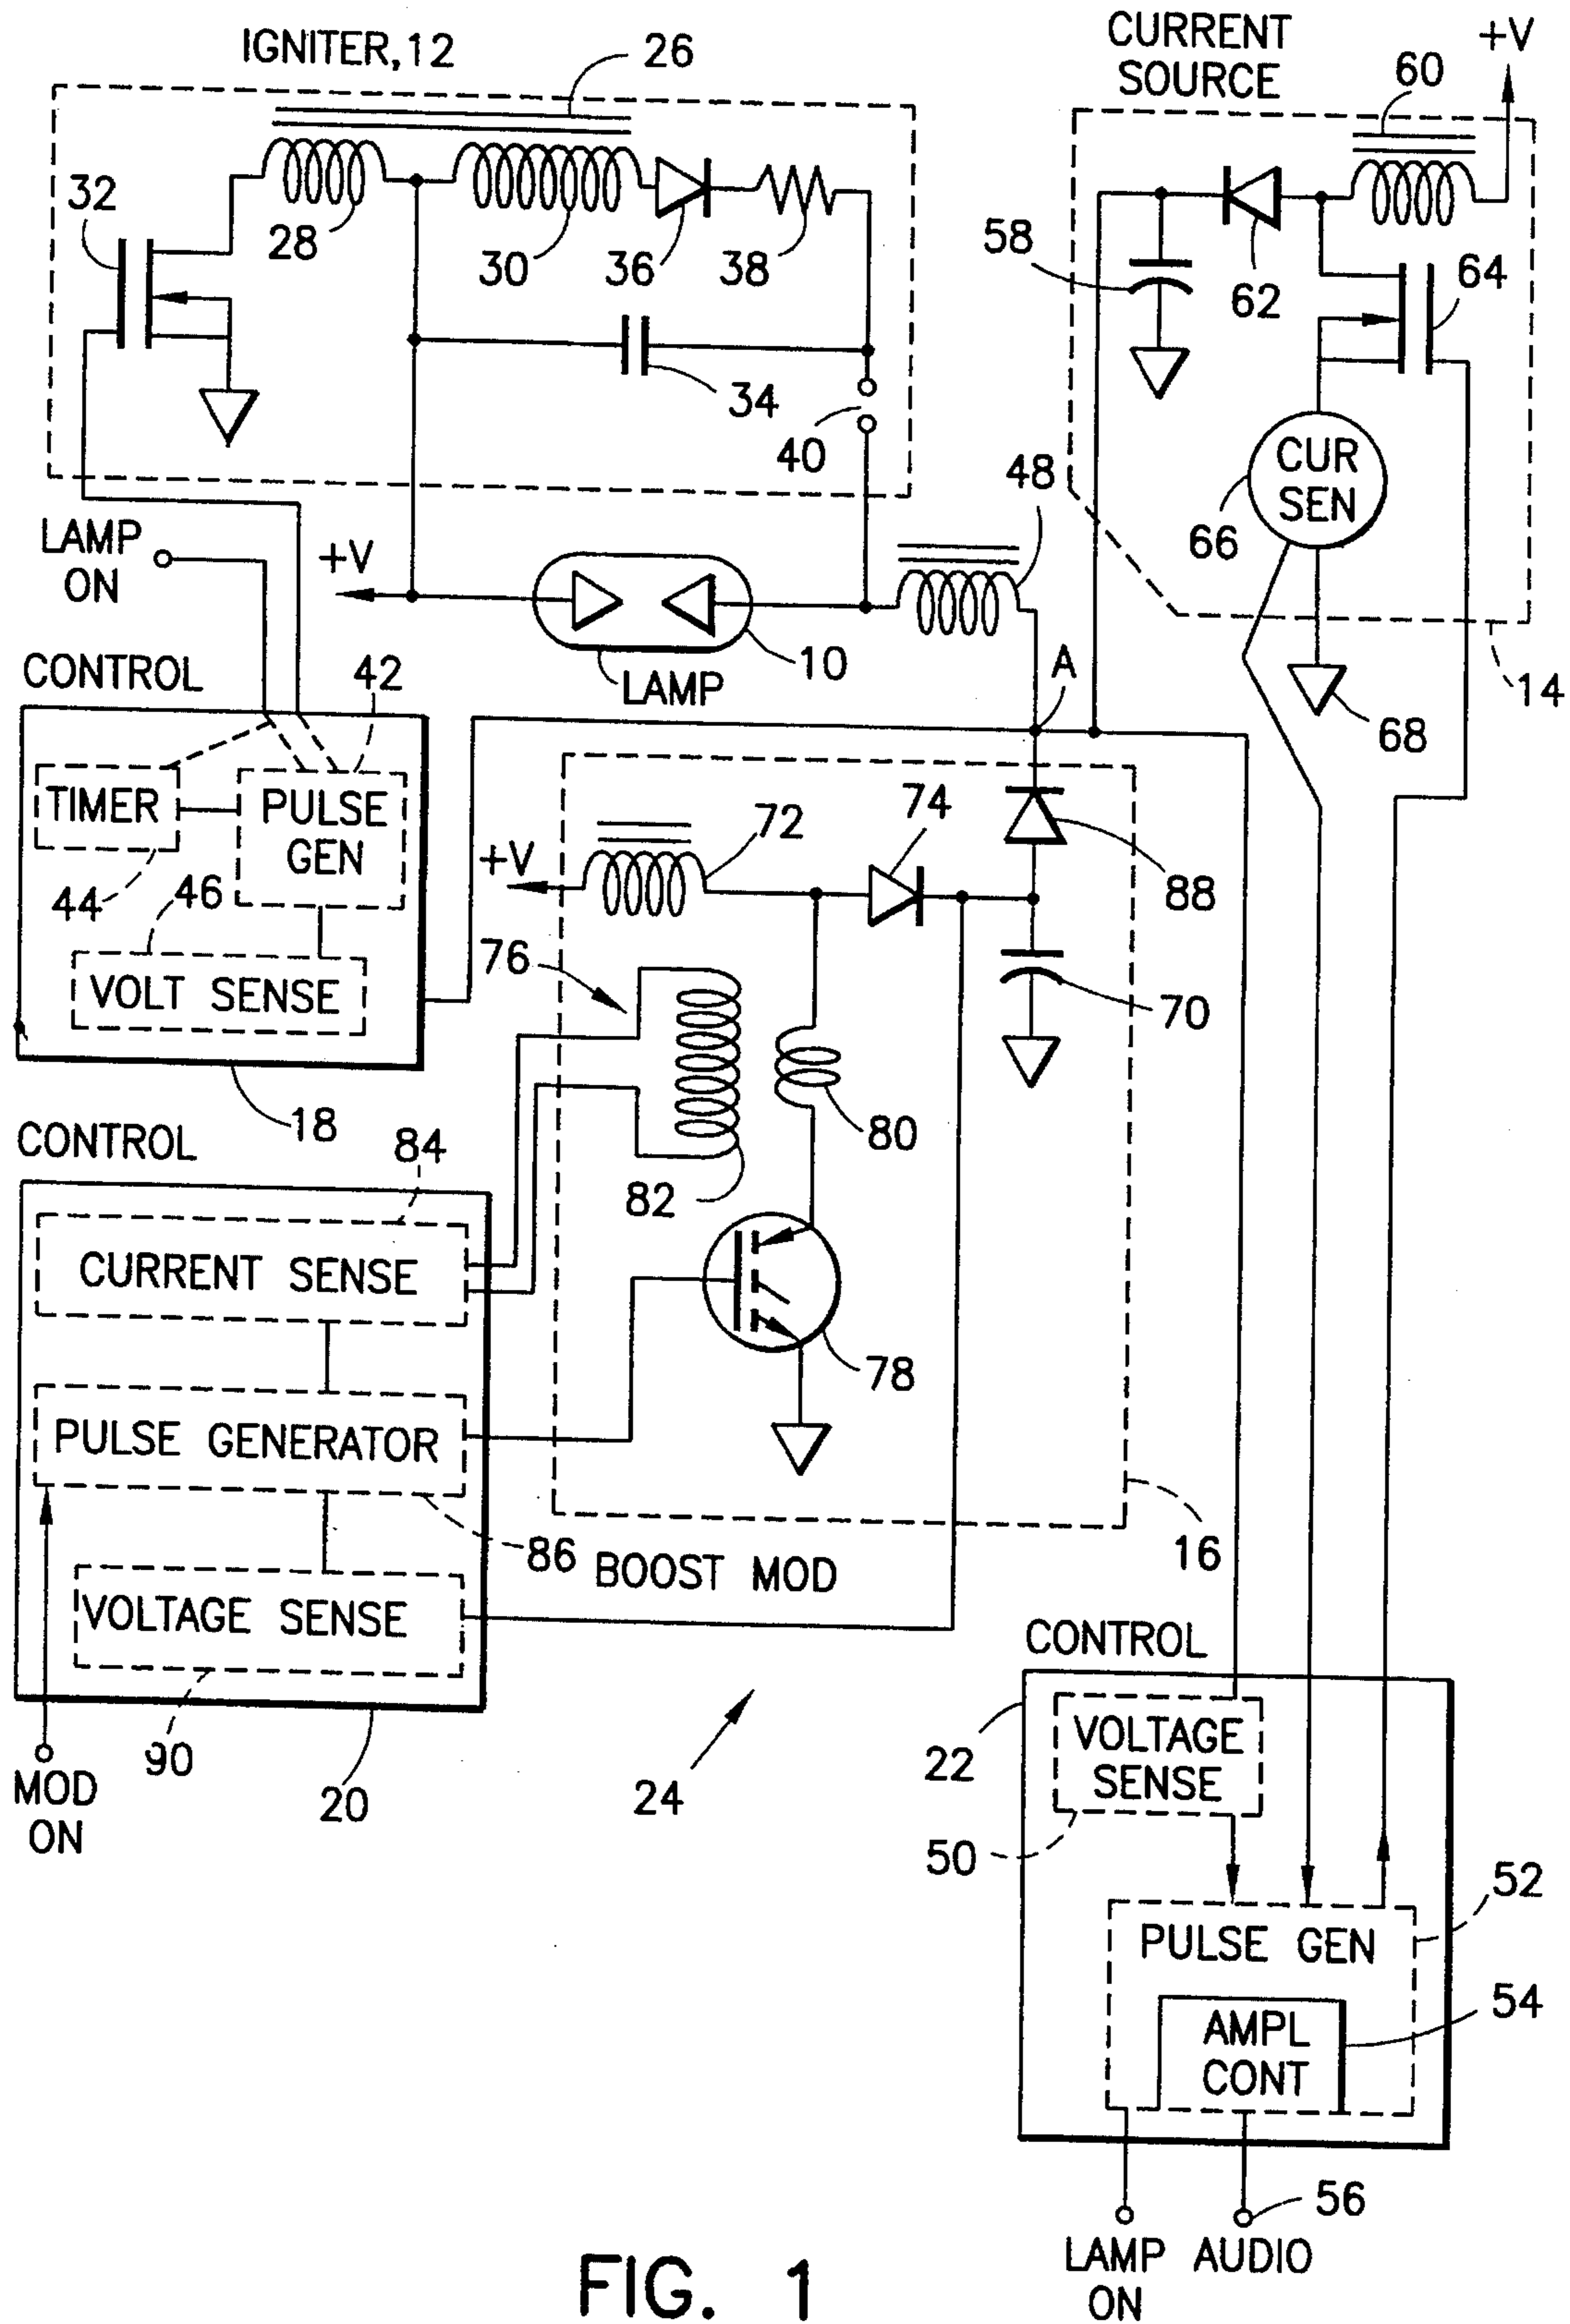 IGNITER, 12
26
CURRENT
SOURCE
+V
60
32
28
30
36
38
58
62
64
34
40
CUR
SEN
66
48
LAMP
ON
+V
10
LAMP
A
14
68
CONTROL
42
TIMER
PULSE
GEN
44
46
VOLT SENSE
18
+V
72
74
88
76
70
80
82
78
CONTROL
84
CURRENT SENSE
PULSE GENERATOR
86
BOOST MOD
16
VOLTAGE SENSE
90
20
MOD
ON
24
CONTROL
22
VOLTAGE
SENSE
50
52
PULSE GEN
54
AMPL
CONT
56
LAMP
ON
AUDIO
FIG. 1